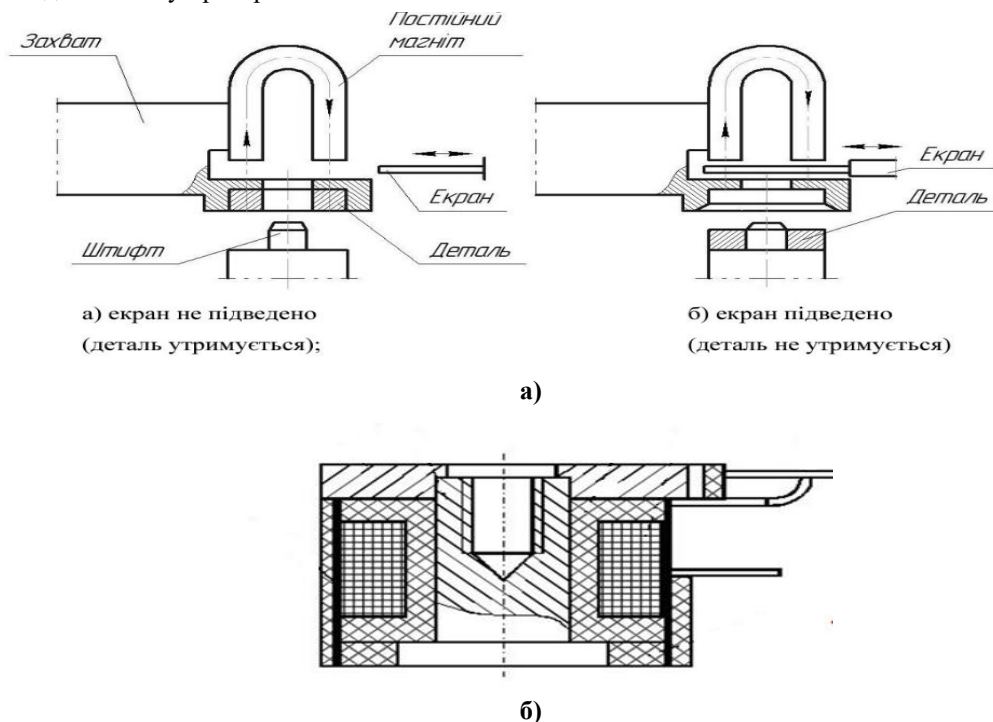 Захват
Постійний
магніт
Екран
Штифт
Деталь
Екран
Деталь
а) екран не підведено
(деталь утримується);
б) екран підведено
(деталь не утримується)
а)
б)